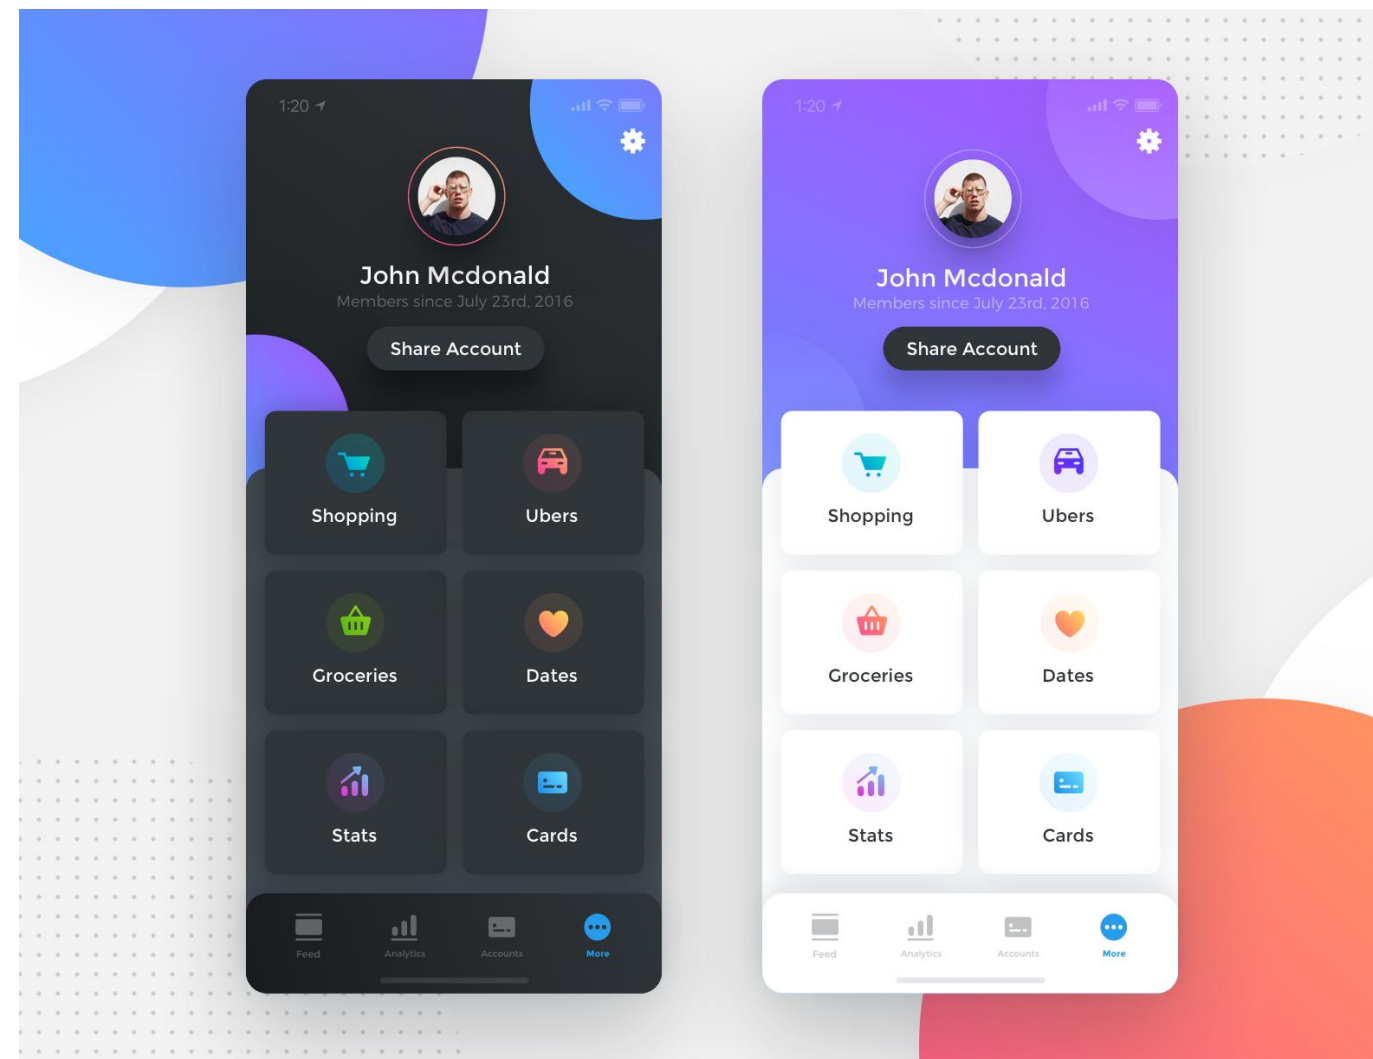 1:20
John Mcdonald
Members since July 23rd, 2016
Share Account
Shopping
Ubers
Groceries
Dates
Stats
Cards
Feed
Analytics
Accounts
More
1:20
John Mcdonald
Members since July 23rd, 2016
Share Account
Shopping
Ubers
Groceries
Dates
Stats
Cards
Feed
Analytics
Accounts
More